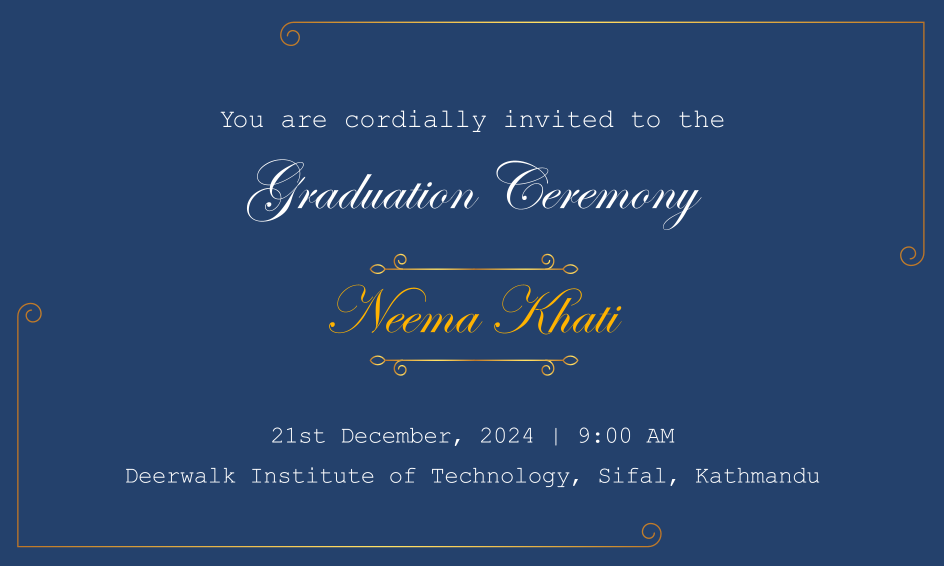 You are cordially invited to the
Graduation Ceremony
Neema Khati
21st December, 2024 | 9:00 AM
Deerwalk Institute of Technology, Sifal, Kathmandu